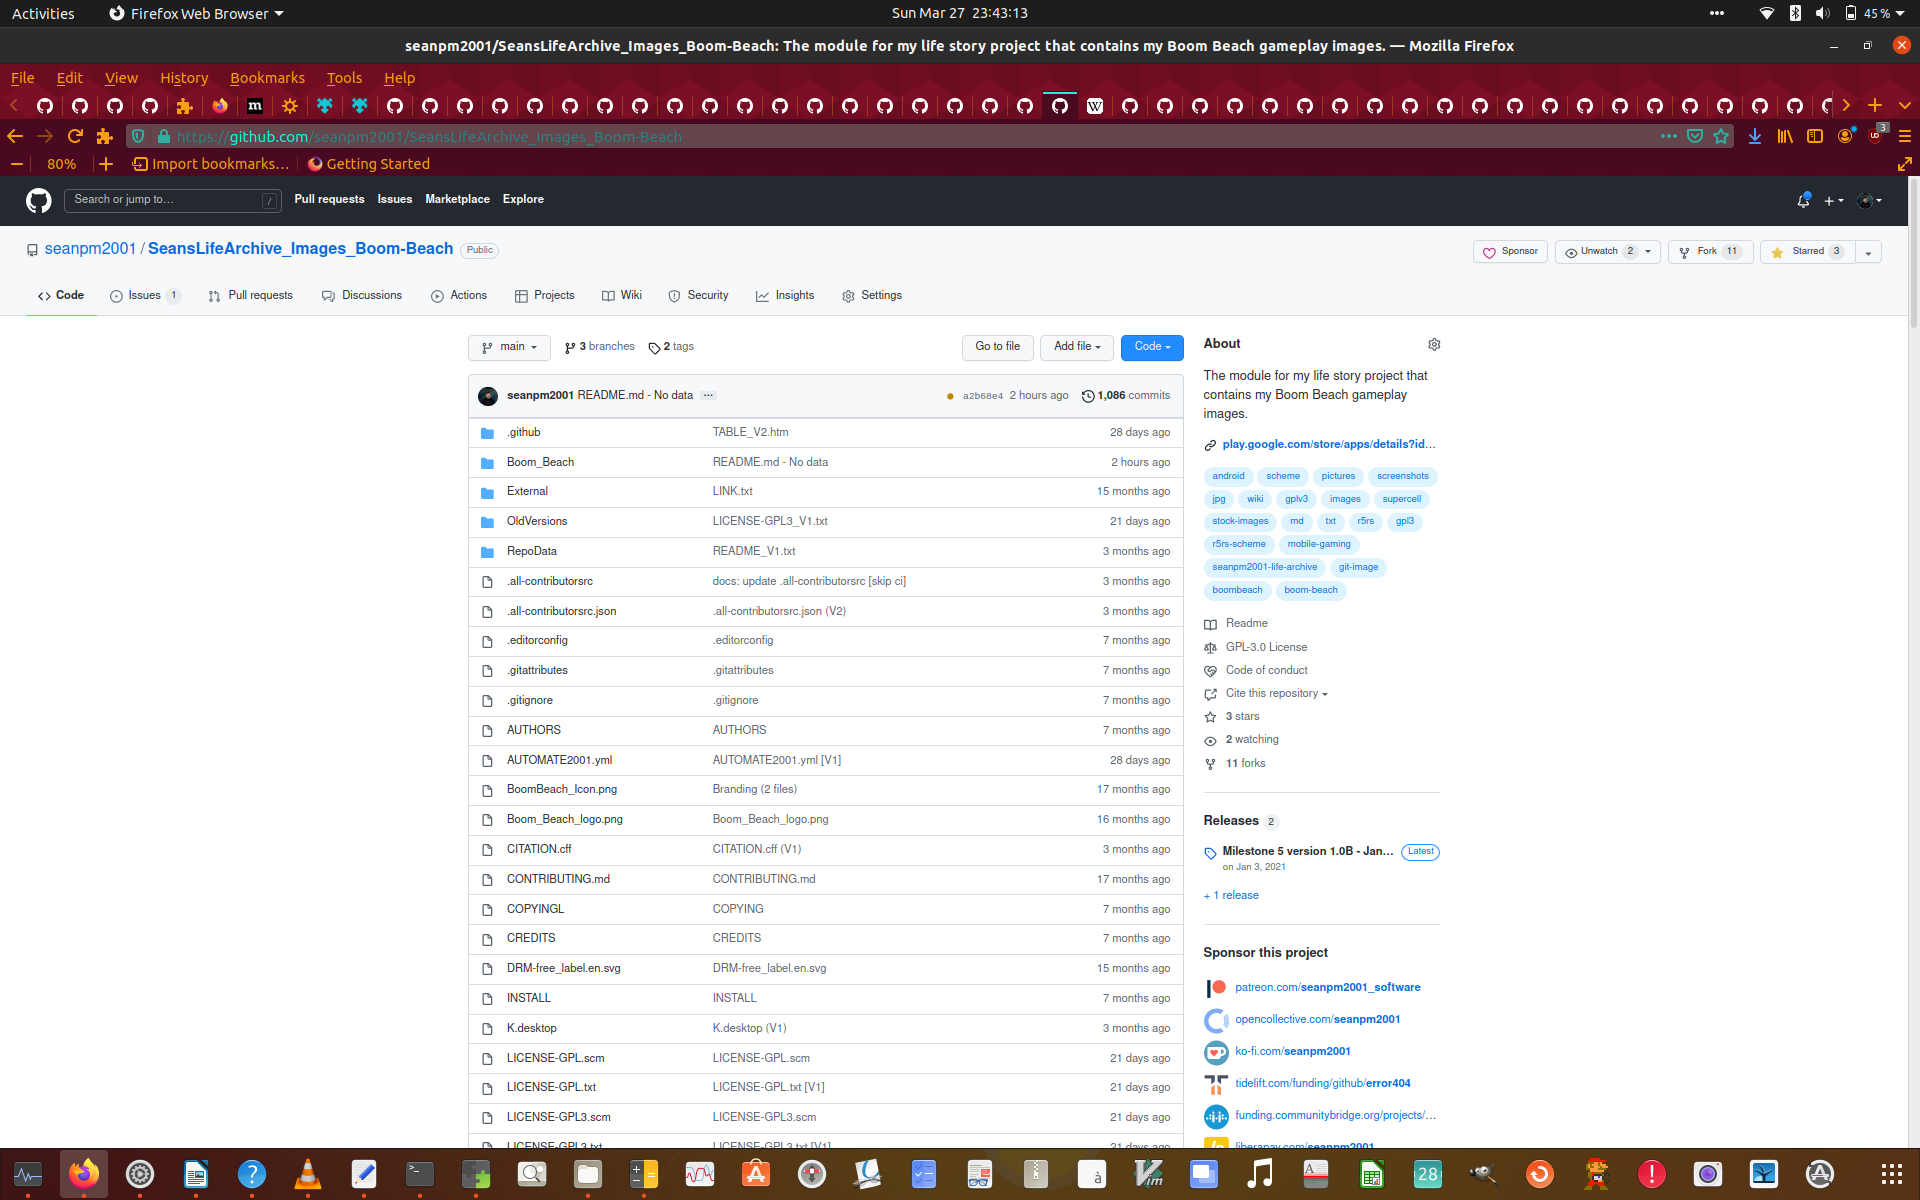 Activities
Firefox Web Browser
Sun Mar 27  23:43:13
45 %
seanpm2001/SeansLifeArchive_Images_Boom-Beach: The module for my life story project that contains my Boom Beach gameplay images. — Mozilla Firefox
File Edit View History Bookmarks Tools Help
https://github.com/seanpm2001/SeansLifeArchive_Images_Boom-Beach
3
80%
Import bookmarks...
Getting Started
Search or jump to...
/
Pull requests
Issues
Marketplace
Explore
seanpm2001 / SeansLifeArchive_Images_Boom-Beach
Public
Sponsor
Unwatch 2
Fork 11
Starred 3
Code
Issues 1
Pull requests
Discussions
Actions
Projects
Wiki
Security
Insights
Settings
main
3 branches
2 tags
Go to file
Add file
Code
seanpm2001 README.md - No data
a2b68e4 2 hours ago
1,086 commits
.github TABLE_V2.htm 28 days ago
Boom_Beach README.md - No data 2 hours ago
External LINK.txt 15 months ago
OldVersions LICENSE-GPL3_V1.txt 21 days ago
RepoData README_V1.txt 3 months ago
.all-contributorsrc docs: update .all-contributorsrc [skip ci] 3 months ago
.all-contributorsrc.json .all-contributorsrc.json (V2) 3 months ago
.editorconfig .editorconfig 7 months ago
.gitattributes .gitattributes 7 months ago
.gitignore .gitignore 7 months ago
AUTHORS AUTHORS 7 months ago
AUTOMATE2001.yml AUTOMATE2001.yml [V1] 28 days ago
BoomBeach_Icon.png Branding (2 files) 17 months ago
Boom_Beach_logo.png Boom_Beach_logo.png 16 months ago
CITATION.cff CITATION.cff (V1) 3 months ago
CONTRIBUTING.md CONTRIBUTING.md 17 months ago
COPYINGL COPYING 7 months ago
CREDITS CREDITS 7 months ago
DRM-free_label.en.svg DRM-free_label.en.svg 15 months ago
INSTALL INSTALL 7 months ago
K.desktop K.desktop (V1) 3 months ago
LICENSE-GPL.scm LICENSE-GPL.scm 21 days ago
LICENSE-GPL.txt LICENSE-GPL.txt [V1] 21 days ago
LICENSE-GPL3.scm LICENSE-GPL3.scm 21 days ago
LICENSE-GPL3.txt LICENSE-GPL3.txt [V1] 21 days ago
About
The module for my life story project that
contains my Boom Beach gameplay
images.
play.google.com/store/apps/details?id...
android scheme pictures screenshots
jpg wiki gplv3 images supercell
stock-images md txt r5rs gpl3
r5rs-scheme mobile-gaming
seanpm2001-life-archive git-image
boombeach boom-beach
Readme
GPL-3.0 License
Code of conduct
Cite this repository
3 stars
2 watching
11 forks
Releases 2
Milestone 5 version 1.0B - Jan... Latest
on Jan 3, 2021
+ 1 release
Sponsor this project
patreon.com/seanpm2001_software
opencollective.com/seanpm2001
ko-fi.com/seanpm2001
tidelift.com/funding/github/error404
funding.communitybridge.org/projects/...
liberapay.com/seanpm2001
28